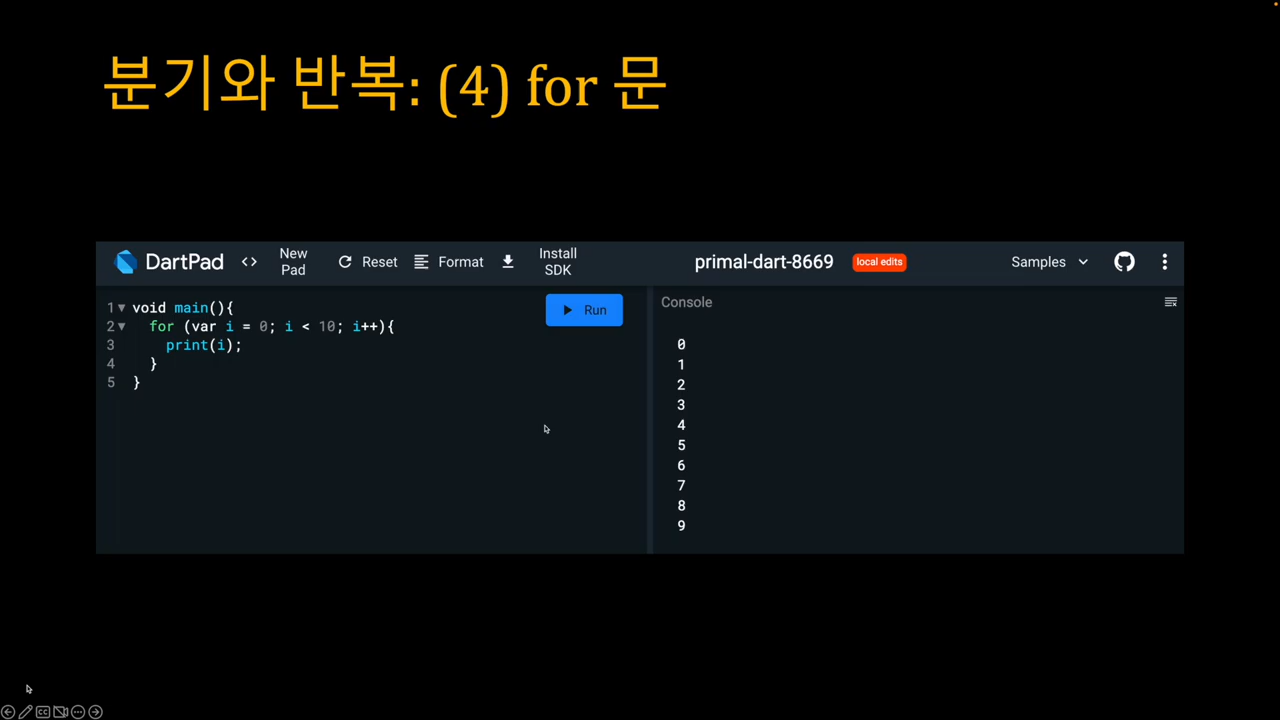 분기와 반복: (4) for 문
DartPad <> New Pad Reset Format Install SDK primal-dart-8669 local edits Samples
1 void main(){
2 for (var i = 0; i < 10; i++){
3 print(i);
4 }
5 }
Run
Console
0
1
2
3
4
5
6
7
8
9
CC